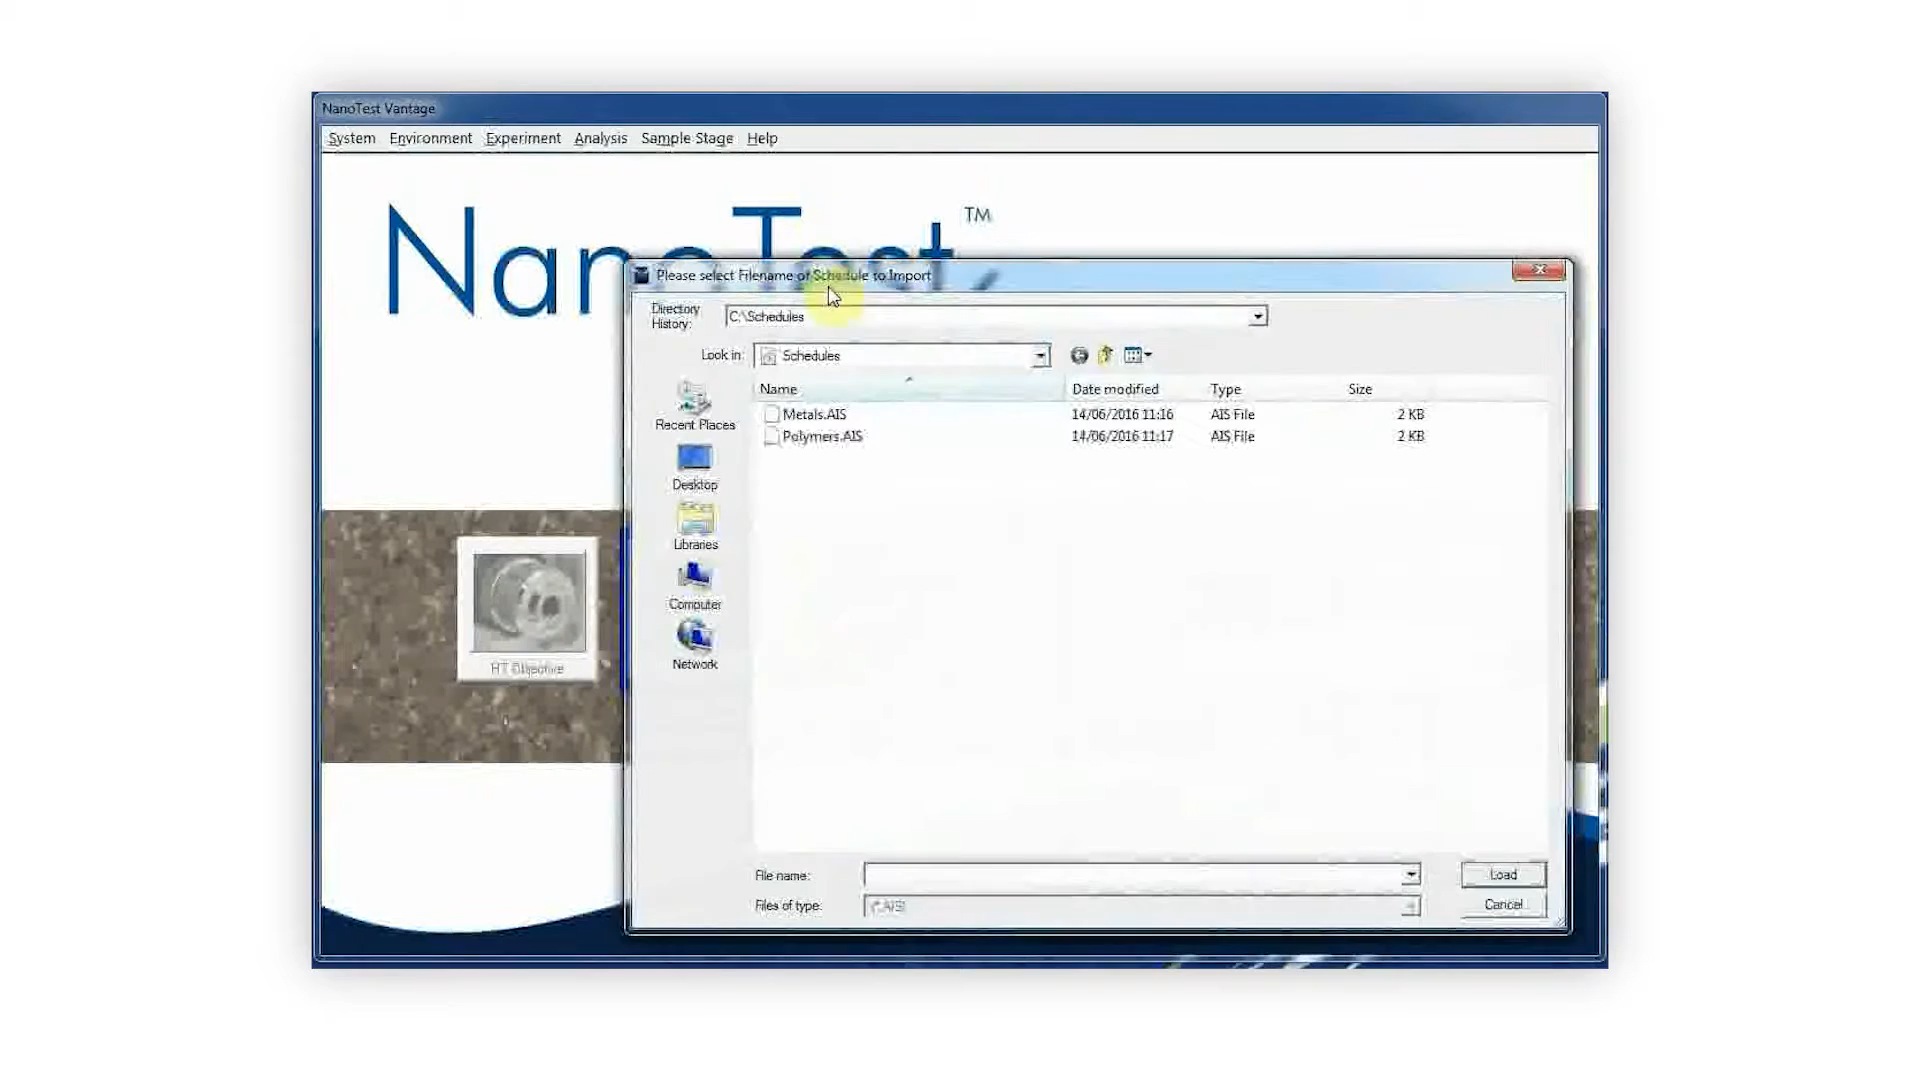 NanoTest Vantage
System Environment Experiment Analysis Sample Stage Help
NanoTest™
Please select Filename of Schedule to Import
Directory History: C:\Schedules
Look in: Schedules
Name Date modified Type Size
Metals.AIS 14/06/2016 11:16 AIS File 2 KB
Polymers.AIS 14/06/2016 11:17 AIS File 2 KB
Recent Places
Desktop
Libraries
Computer
Network
HT Objective
File name: Load
Files of type: (*.AIS) Cancel